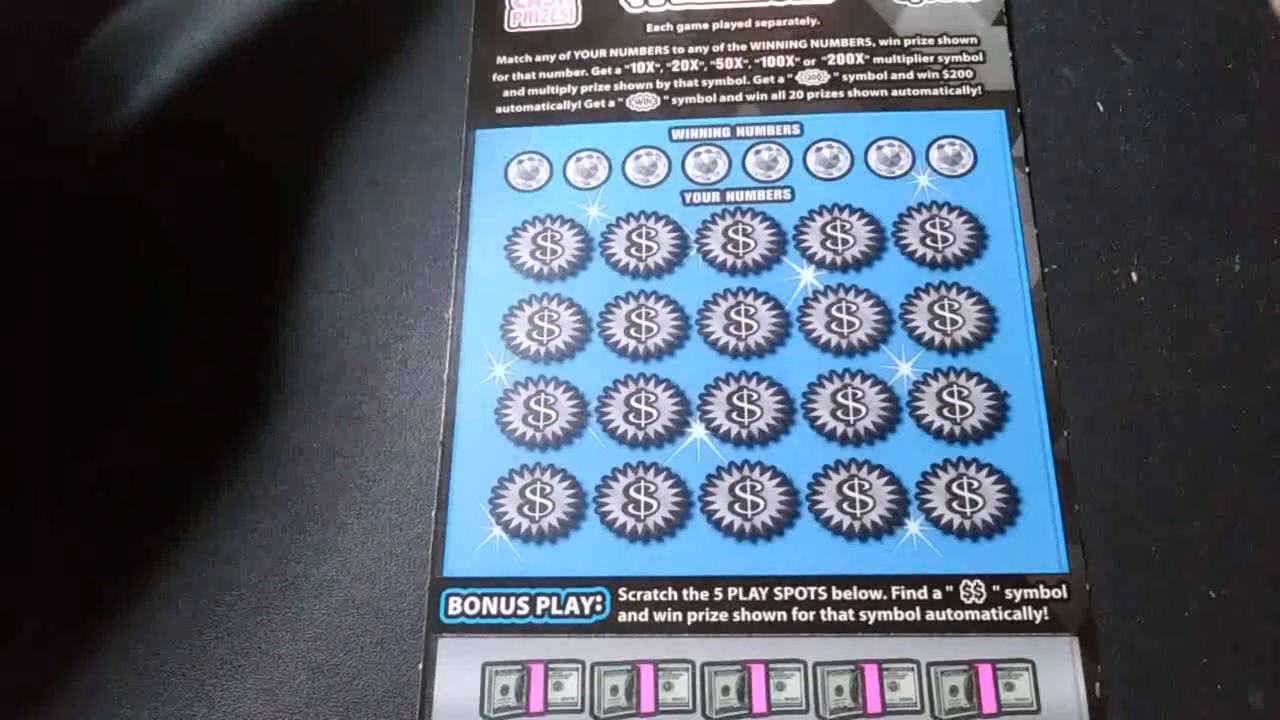 CASH
PRIZES!
Each game played separately.
Match any of YOUR NUMBERS to any of the WINNING NUMBERS, win prize shown
for that number. Get a "10X", "20X", "50X", "100X" or "200X" multiplier symbol
and multiply prize shown by that symbol. Get a "200" symbol and win $200
automatically! Get a "WIN" symbol and win all 20 prizes shown automatically!
WINNING NUMBERS
YOUR NUMBERS
$ $ $ $ $
$ $ $ $ $
$ $ $ $ $
$ $ $ $ $
BONUS PLAY: Scratch the 5 PLAY SPOTS below. Find a "$$" symbol
and win prize shown for that symbol automatically!